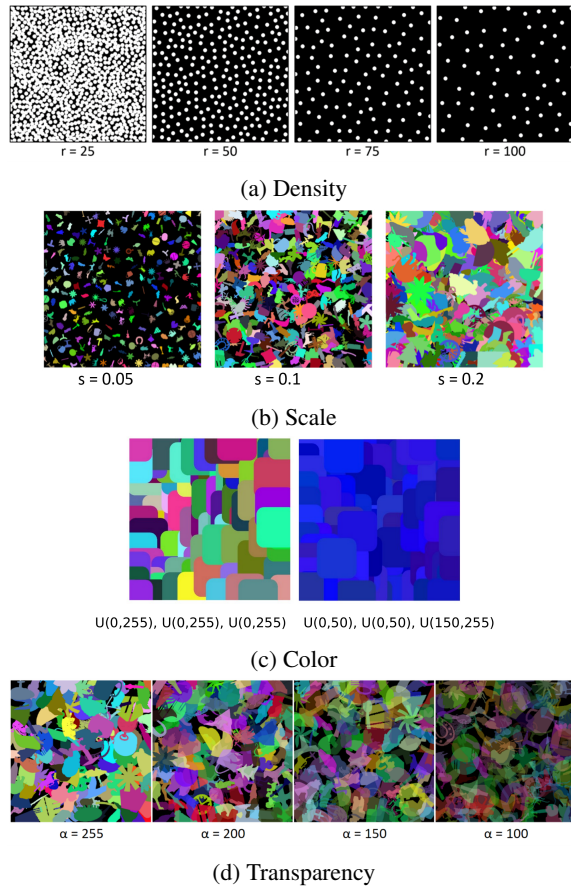 r = 25 r = 50 r = 75 r = 100
(a) Density
s = 0.05 s = 0.1 s = 0.2
(b) Scale
U(0,255), U(0,255), U(0,255) U(0,50), U(0,50), U(150,255)
(c) Color
α = 255 α = 200 α = 150 α = 100
(d) Transparency